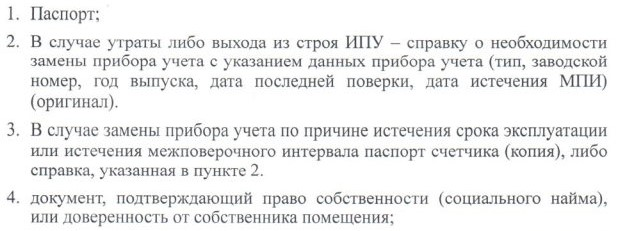 1. Паспорт;
2. В случае утраты либо выхода из строя ИПУ – справку о необходимости
замены прибора учета с указанием данных прибора учета (тип, заводской
номер, год выпуска, дата последней поверки, дата истечения МПИ)
(оригинал).
3. В случае замены прибора учета по причине истечения срока эксплуатации
или истечения межповерочного интервала паспорт счетчика (копия), либо
справка, указанная в пункте 2.
4. документ, подтверждающий право собственности (социального найма),
или доверенность от собственника помещения;